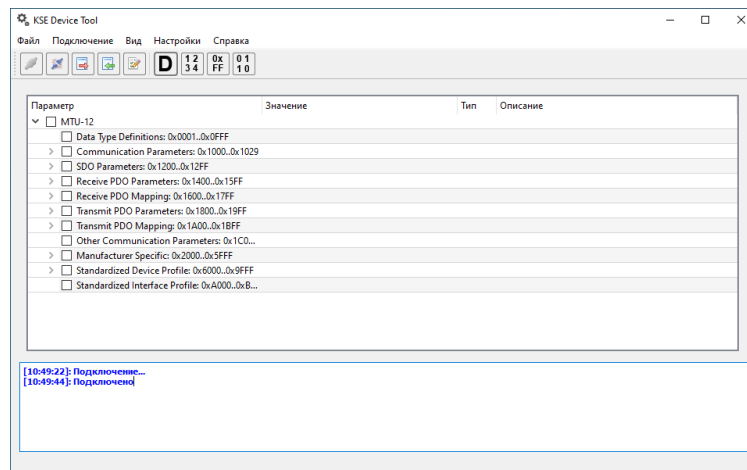 KSE Device Tool
Файл Подключение Вид Настройки Справка
D 1 2 3 4 0x FF 0 1 1 0
Параметр Значение Тип Описание
MTU-12
Data Type Definitions: 0x0001..0x0FFF
Communication Parameters: 0x1000..0x1029
SDO Parameters: 0x1200..0x12FF
Receive PDO Parameters: 0x1400..0x15FF
Receive PDO Mapping: 0x1600..0x17FF
Transmit PDO Parameters: 0x1800..0x19FF
Transmit PDO Mapping: 0x1A00..0x1BFF
Other Communication Parameters: 0x1C0...
Manufacturer Specific: 0x2000..0x5FFF
Standardized Device Profile: 0x6000..0x9FFF
Standardized Interface Profile: 0xA000..0xB...
[10:49:22]: Подключение...
[10:49:44]: Подключено